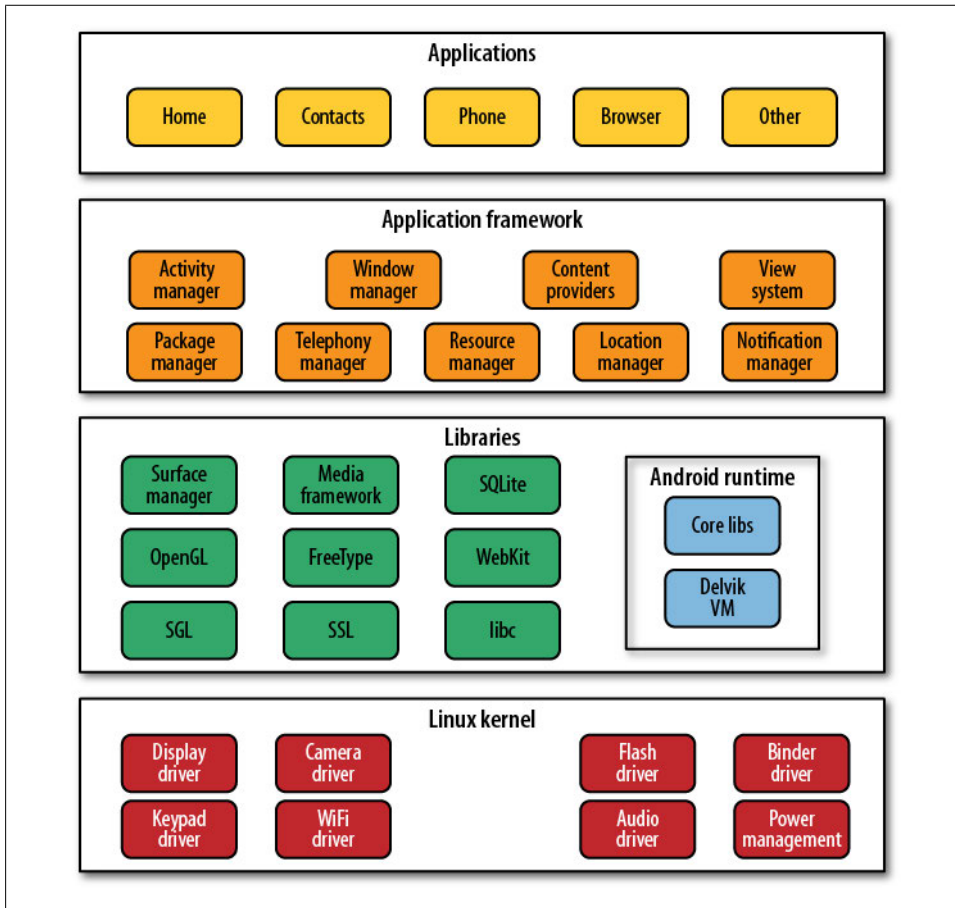 Applications
Home
Contacts
Phone
Browser
Other
Application framework
Activity
manager
Window
manager
Content
providers
View
system
Package
manager
Telephony
manager
Resource
manager
Location
manager
Notification
manager
Libraries
Surface
manager
Media
framework
SQLite
Android runtime
Core libs
OpenGL
FreeType
WebKit
Delvik
VM
SGL
SSL
libc
Linux kernel
Display
driver
Camera
driver
Flash
driver
Binder
driver
Keypad
driver
WiFi
driver
Audio
driver
Power
management